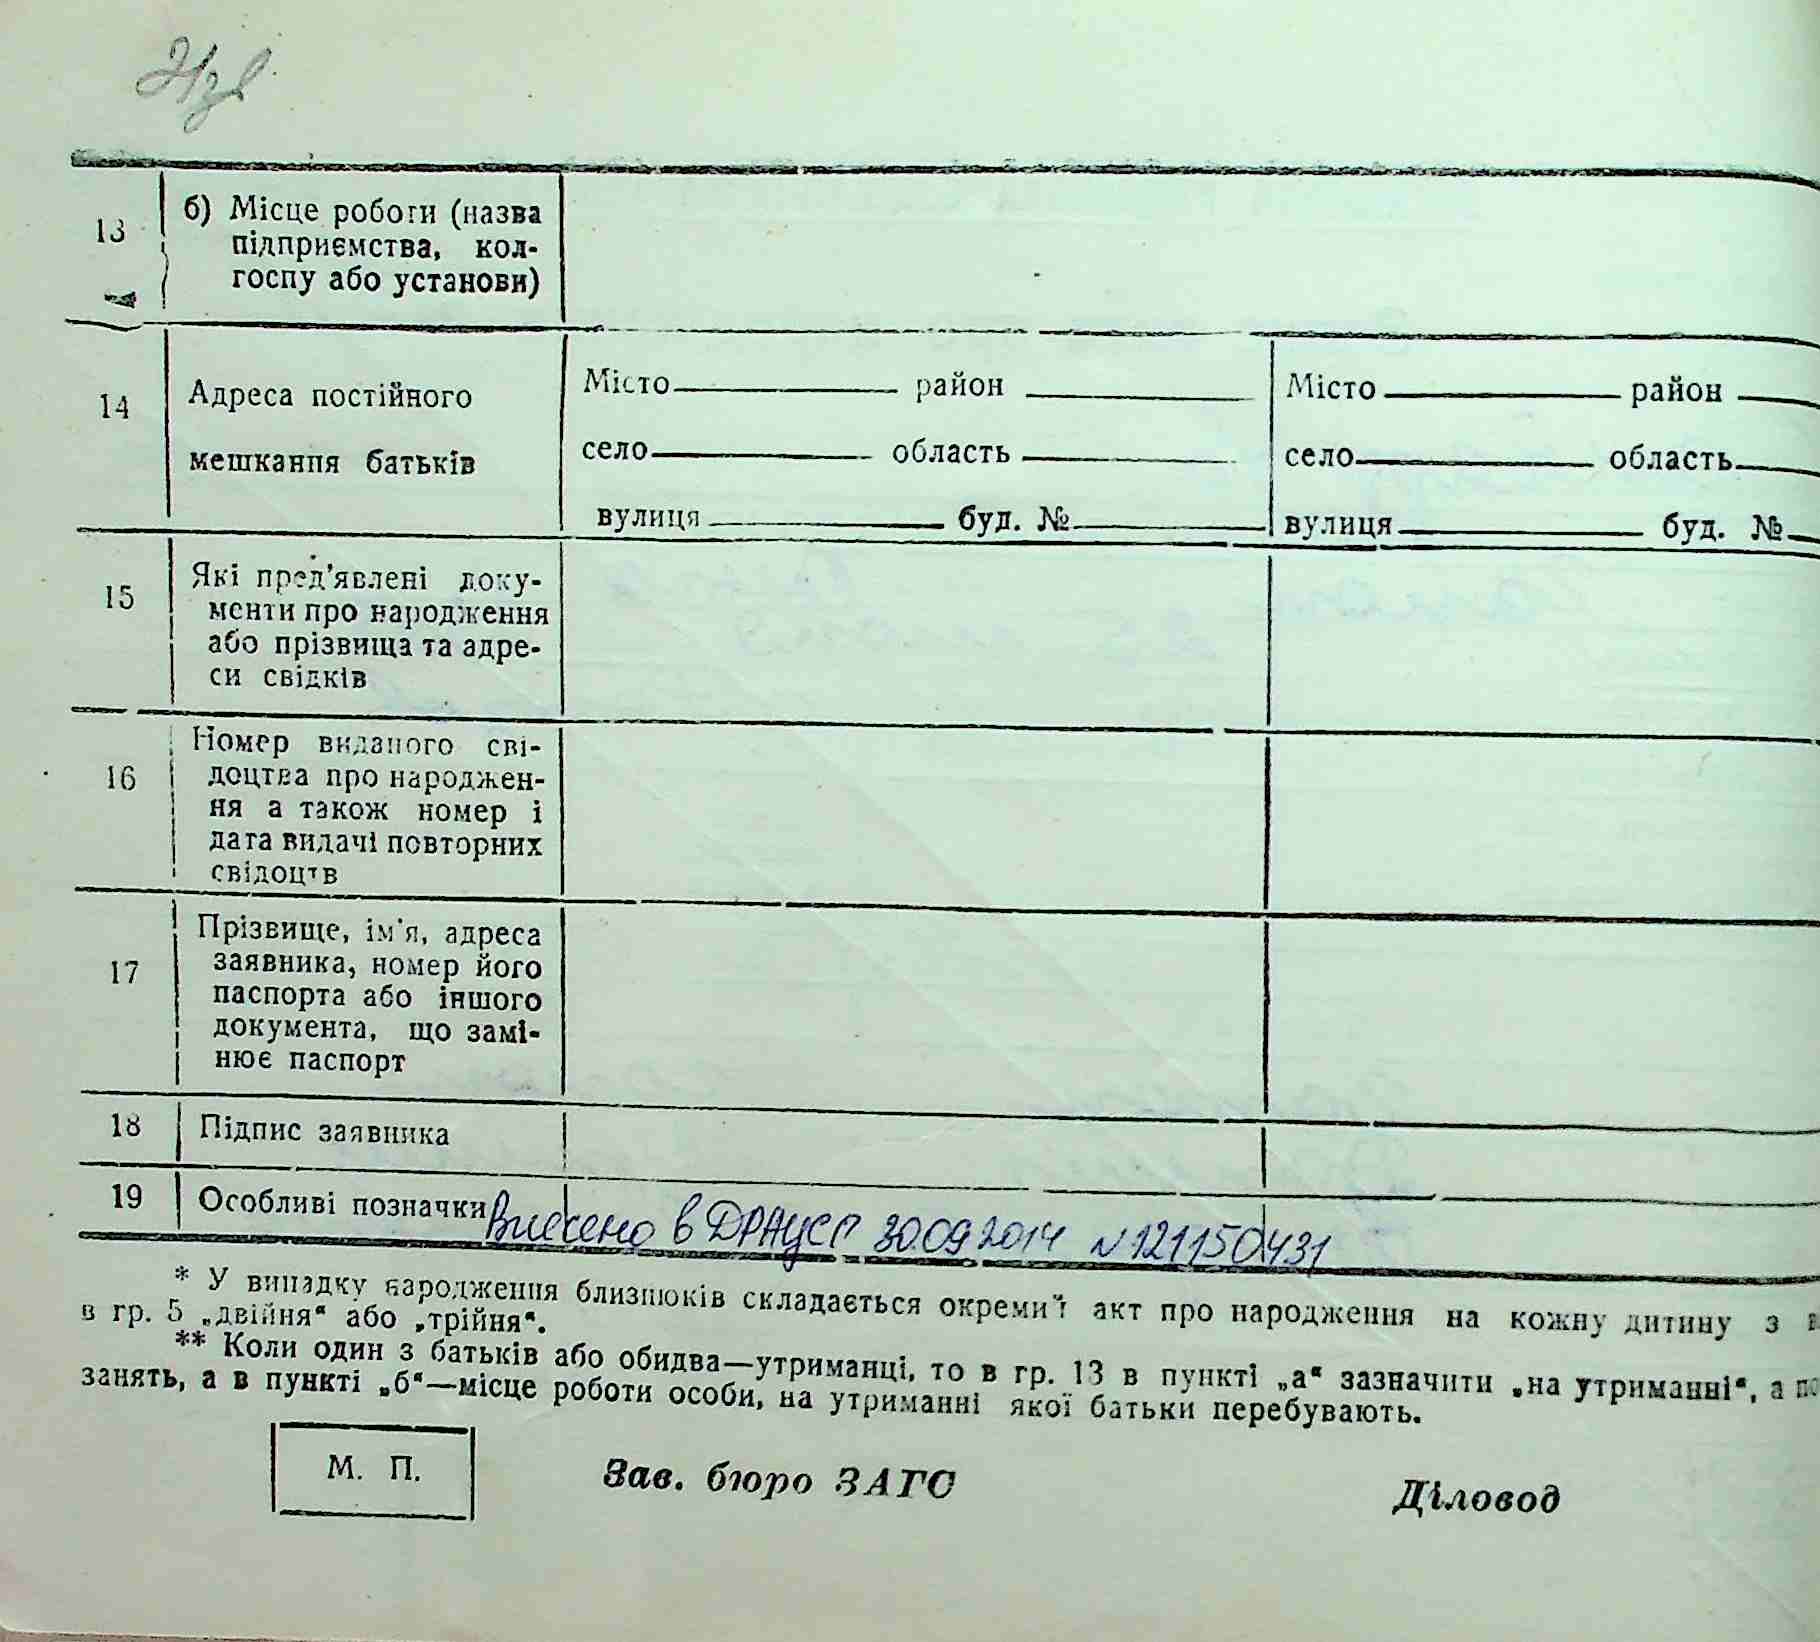 13
б) Місце роботи (назва
підприємства, кол-
госпу або установи)
14
Адреса постійного
мешкання батьків
Місто район
село область
вулиця буд. №
Місто район
село область
вулиця буд. №
15
Які пред'явлені доку-
менти про народження
або прізвища та адре-
си свідків
16
Номер виданого сві-
доцтва про народжен-
ня а також номер і
дата видачі повторних
свідоцтв
17
Прізвище, ім'я, адреса
заявника, номер його
паспорта або іншого
документа, що замі-
нює паспорт
18
Підпис заявника
19
Особливі позначки
Внесено в ДРАЦСГ 30.09.2014 N 121150431
* У випадку народження близнюків складається окремий акт про народження на кожну дитину з
в гр. 5 „двійня“ або „трійня“.
** Коли один з батьків або обидва—утриманці, то в гр. 13 в пункті „а“ зазначити „на утриманні“, а
занять, а в пункті „б“—місце роботи особи, на утриманні якої батьки перебувають.
М. П.
Зав. бюро ЗАГС
Діловод